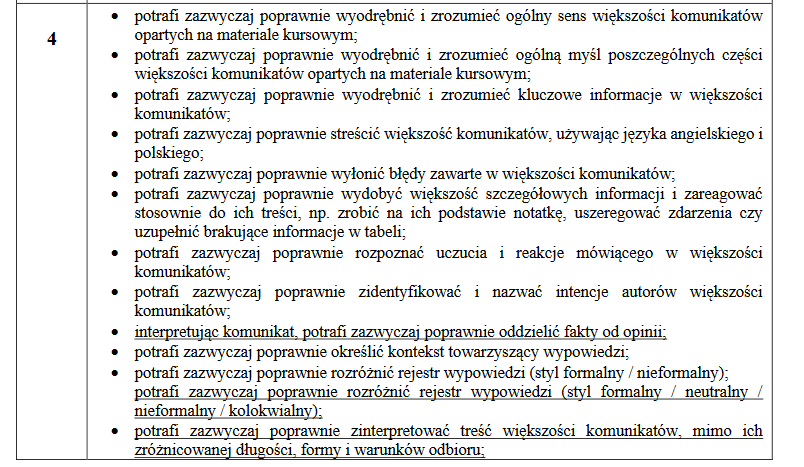 4
• potrafi zazwyczaj poprawnie wyodrębnić i zrozumieć ogólny sens większości komunikatów
opartych na materiale kursowym;
• potrafi zazwyczaj poprawnie wyodrębnić i zrozumieć ogólną myśl poszczególnych części
większości komunikatów opartych na materiale kursowym;
• potrafi zazwyczaj poprawnie wyodrębnić i zrozumieć kluczowe informacje w większości
komunikatów;
• potrafi zazwyczaj poprawnie streścić większość komunikatów, używając języka angielskiego i
polskiego;
• potrafi zazwyczaj poprawnie wyłonić błędy zawarte w większości komunikatów;
• potrafi zazwyczaj poprawnie wydobyć większość szczegółowych informacji i zareagować
stosownie do ich treści, np. zrobić na ich podstawie notatkę, uszeregować zdarzenia czy
uzupełnić brakujące informacje w tabeli;
• potrafi zazwyczaj poprawnie rozpoznać uczucia i reakcje mówiącego w większości
komunikatów;
• potrafi zazwyczaj poprawnie zidentyfikować i nazwać intencje autorów większości
komunikatów;
• interpretując komunikat, potrafi zazwyczaj poprawnie oddzielić fakty od opinii;
• potrafi zazwyczaj poprawnie określić kontekst towarzyszący wypowiedzi;
• potrafi zazwyczaj poprawnie rozróżnić rejestr wypowiedzi (styl formalny / nieformalny);
potrafi zazwyczaj poprawnie rozróżnić rejestr wypowiedzi (styl formalny / neutralny /
nieformalny / kolokwialny);
• potrafi zazwyczaj poprawnie zinterpretować treść większości komunikatów, mimo ich
zróżnicowanej długości, formy i warunków odbioru;